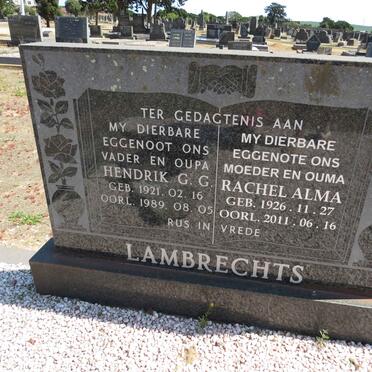 TER GEDAGTENIS AAN
MY DIERBARE
EGGENOOT ONS
VADER EN OUPA
HENDRIK G. G.
GEB. 1921. 02. 16
OORL. 1989. 08. 05
MY DIERBARE
EGGENOTE ONS
MOEDER EN OUMA
RACHEL ALMA
GEB. 1926. 11. 27
OORL. 2011. 06. 16
RUS IN VREDE
LAMBRECHTS